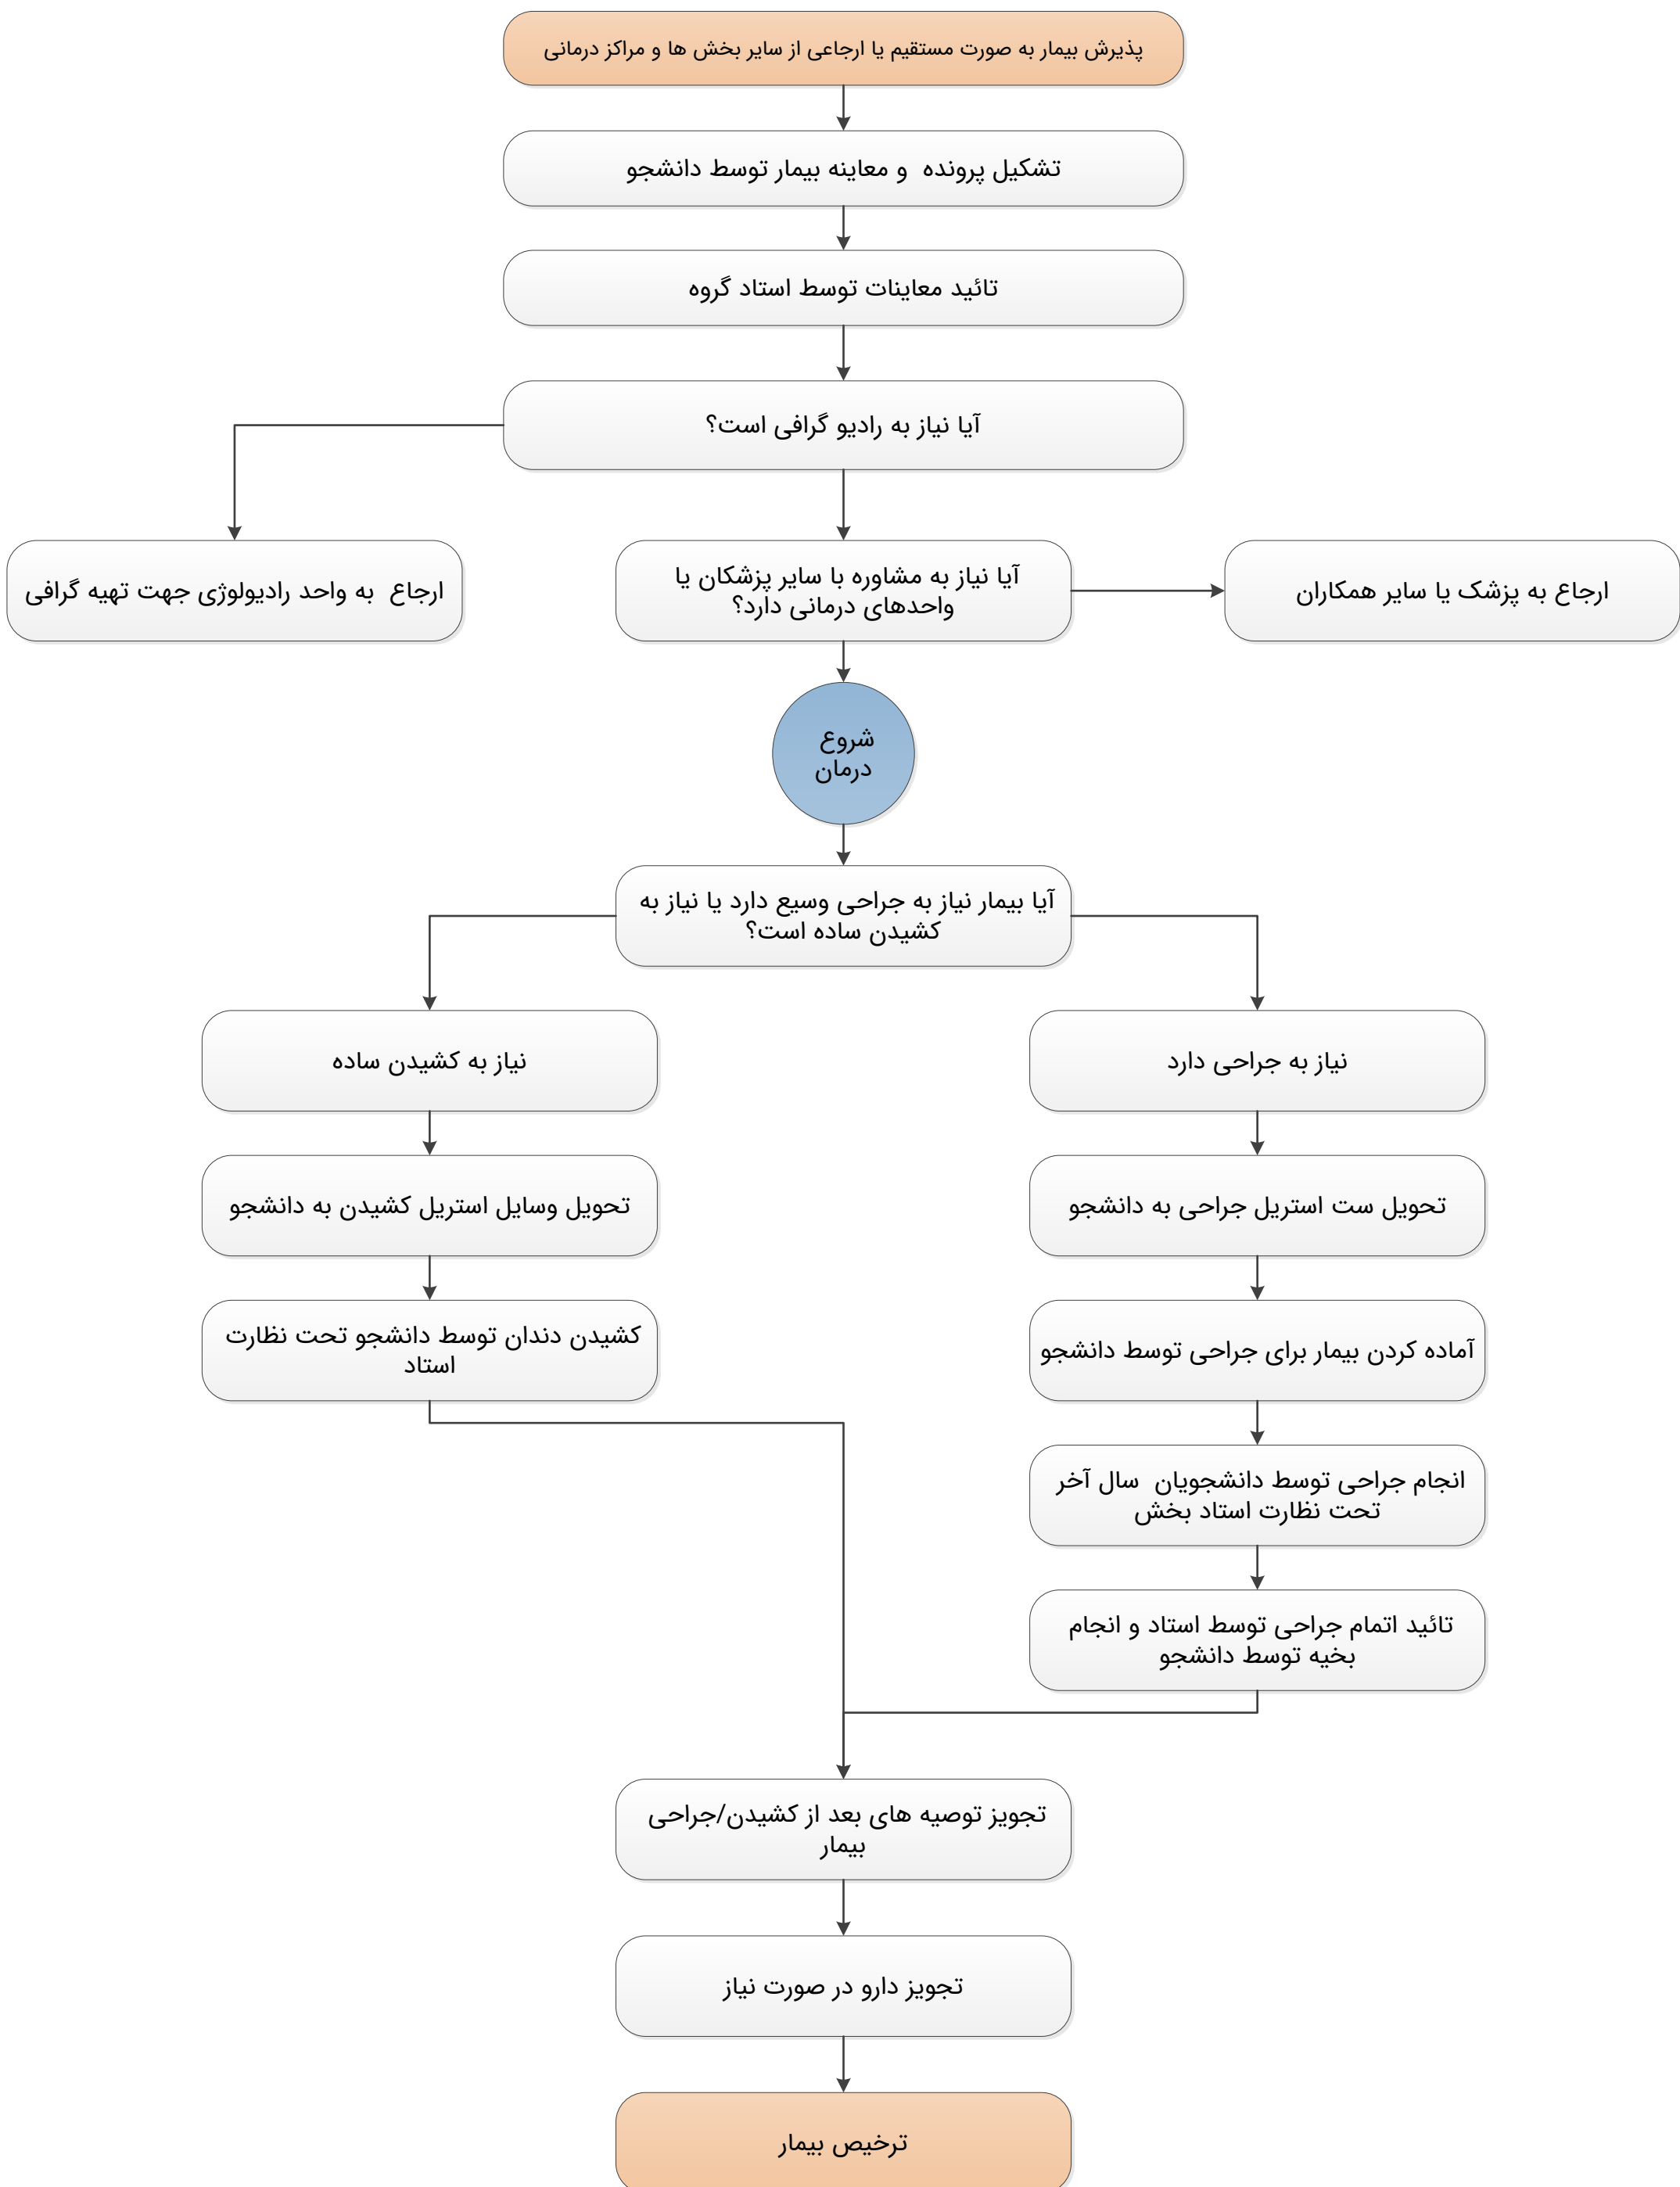 پذیرش بیمار به صورت مستقیم یا ارجاعی از سایر بخش ها و مراکز درمانی
تشکیل پرونده و معاینه بیمار توسط دانشجو
تائید معاینات توسط استاد گروه
آیا نیاز به رادیو گرافی است؟
ارجاع به پزشک یا سایر همکاران
آیا نیاز به مشاوره با سایر پزشکان یا
واحدهای درمانی دارد؟
ارجاع به واحد رادیولوژی جهت تهیه گرافی
شروع
درمان
آیا بیمار نیاز به جراحی وسیع دارد یا نیاز به
کشیدن ساده است؟
نیاز به جراحی دارد
تحویل ست استریل جراحی به دانشجو
آماده کردن بیمار برای جراحی توسط دانشجو
انجام جراحی توسط دانشجویان سال آخر
تحت نظارت استاد بخش
تائید اتمام جراحی توسط استاد و انجام
بخیه توسط دانشجو
نیاز به کشیدن ساده
تحویل وسایل استریل کشیدن به دانشجو
کشیدن دندان توسط دانشجو تحت نظارت
استاد
تجویز توصیه های بعد از کشیدن/جراحی
بیمار
تجویز دارو در صورت نیاز
ترخیص بیمار